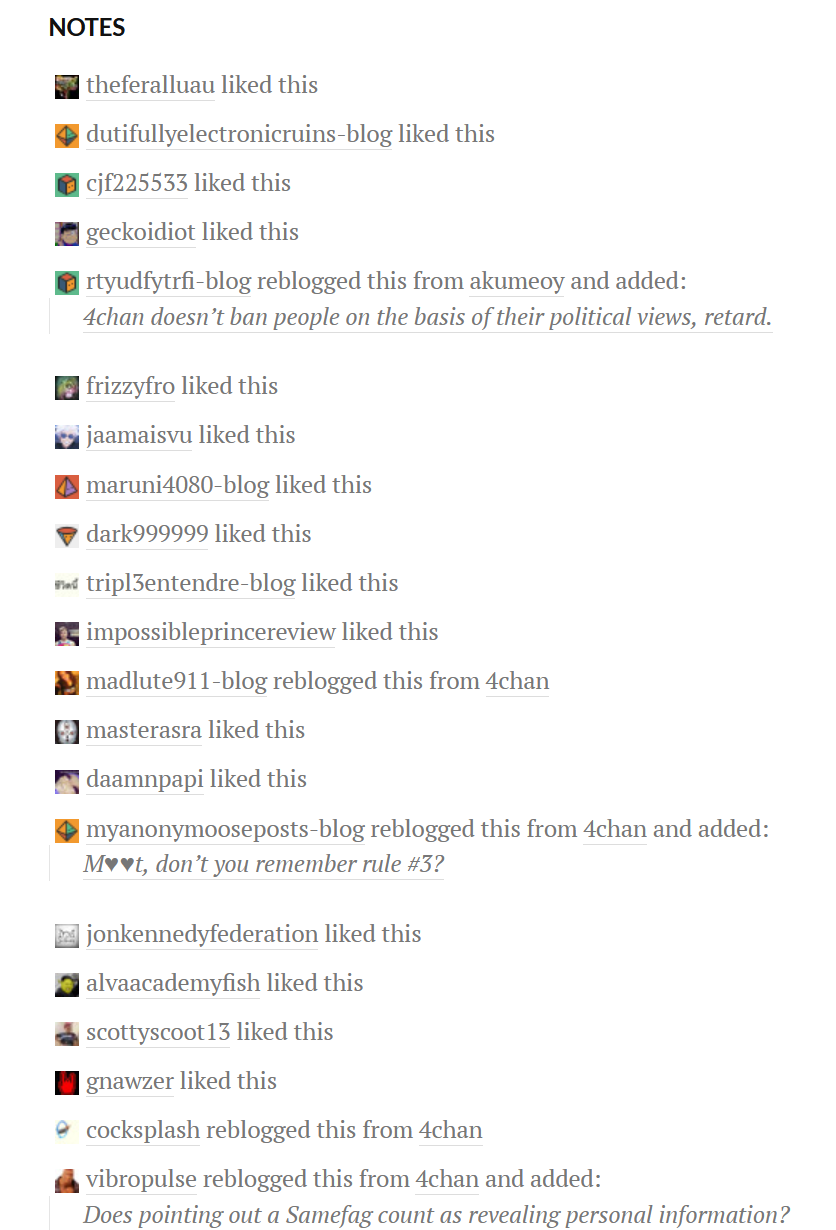 NOTES
theferalluau liked this
dutifullyelectronicruins-blog liked this
cjf225533 liked this
geckoidiot liked this
rtyudfytrfi-blog reblogged this from akumeoy and added:
4chan doesn’t ban people on the basis of their political views, retard.
frizzyfro liked this
jaamaisvu liked this
maruni4080-blog liked this
dark999999 liked this
tripl3entendre-blog liked this
impossibleprincereview liked this
madlute911-blog reblogged this from 4chan
masterasra liked this
daamnpapi liked this
myanonymooseposts-blog reblogged this from 4chan and added:
M♥♥t, don’t you remember rule #3?
jonkennedyfederation liked this
alvaacademyfish liked this
scottyscoot13 liked this
gnawzer liked this
cocksplash reblogged this from 4chan
vibropulse reblogged this from 4chan and added:
Does pointing out a Samefag count as revealing personal information?